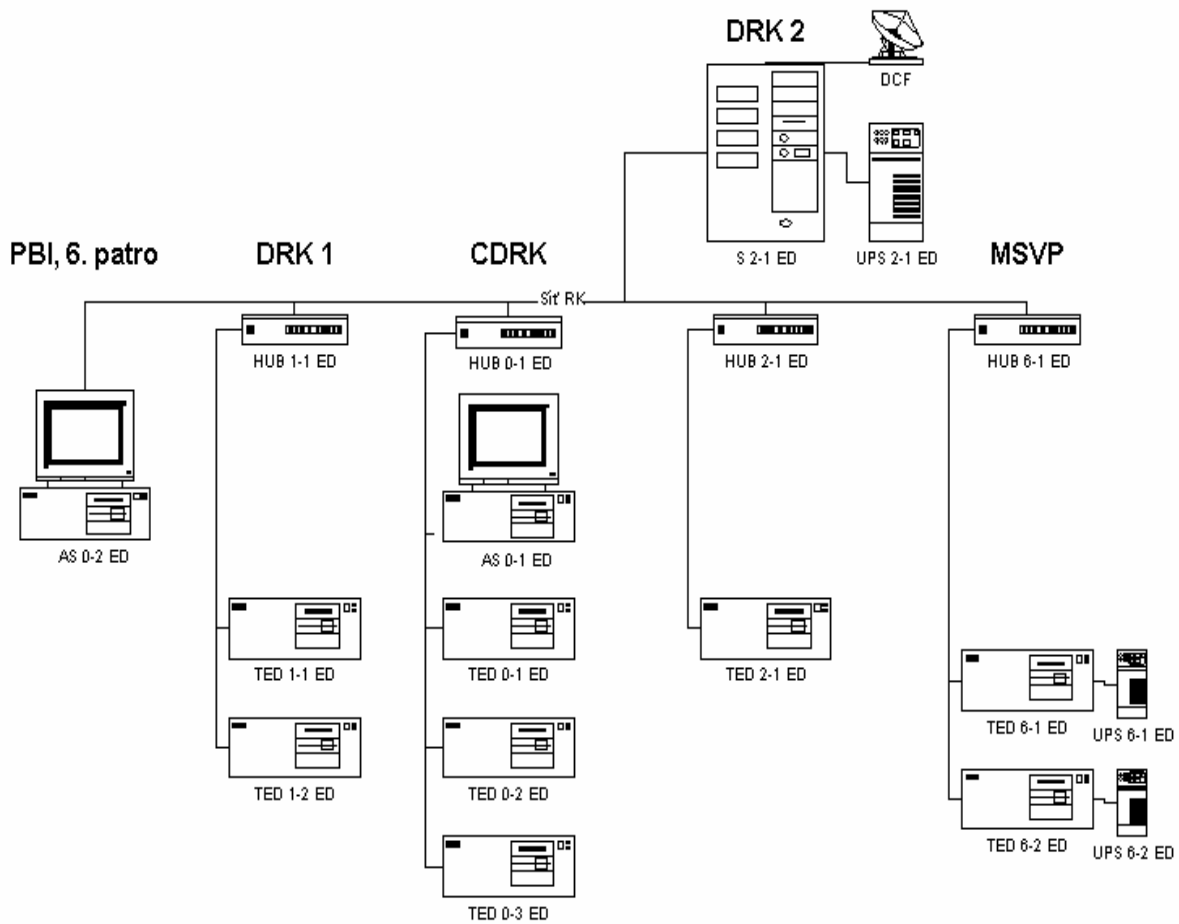 DRK 2
DCF
S 2-1 ED
UPS 2-1 ED
PBI, 6. patro
DRK 1
CDRK
MSVP
Síť RK
HUB 1-1 ED
HUB 0-1 ED
HUB 2-1 ED
HUB 6-1 ED
AS 0-2 ED
AS 0-1 ED
TED 1-1 ED
TED 0-1 ED
TED 2-1 ED
TED 6-1 ED
UPS 6-1 ED
TED 1-2 ED
TED 0-2 ED
TED 6-2 ED
UPS 6-2 ED
TED 0-3 ED